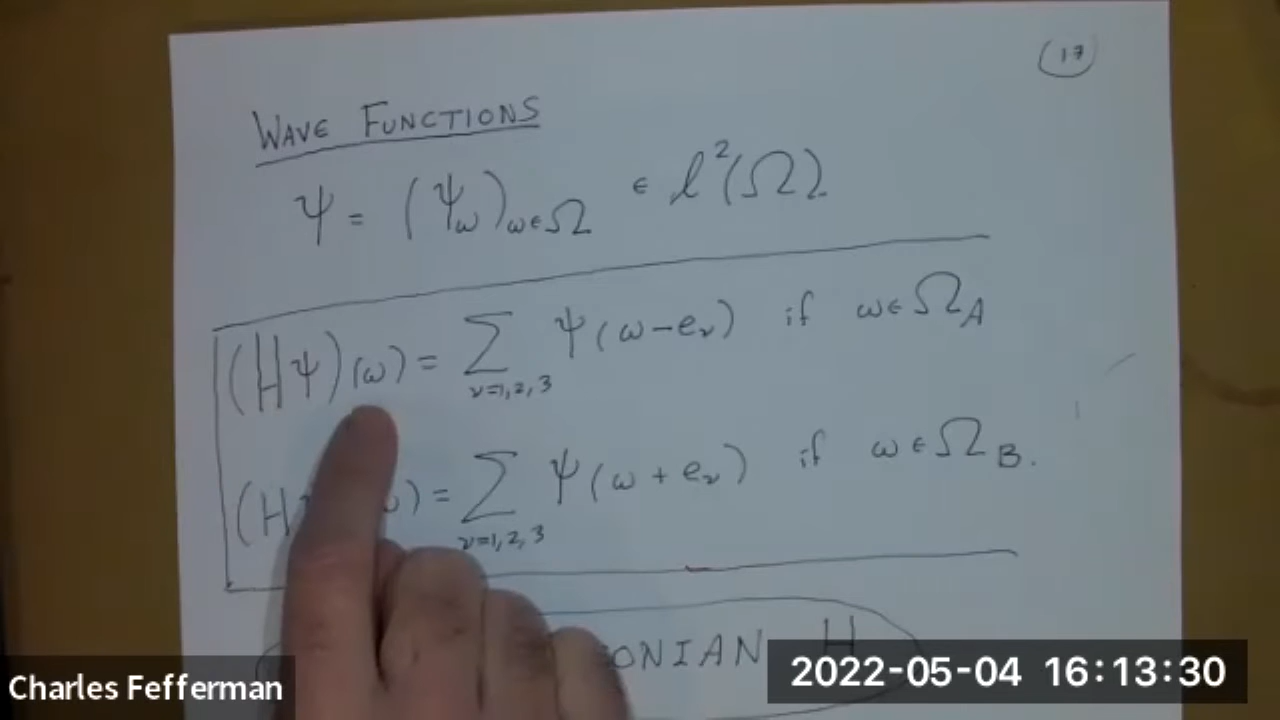 (17)
WAVE FUNCTIONS
Ψ = (Ψ_ω)_{ω∈Ω} ∈ l²(Ω).
(HΨ)(ω) = Σ_{ν=1,2,3} Ψ(ω-e_ν) if ω∈Ω_A
(H ) = Σ_{ν=1,2,3} Ψ(ω+e_ν) if ω∈Ω_B.
ONIAN H
Charles Fefferman
2022-05-04 16:13:30